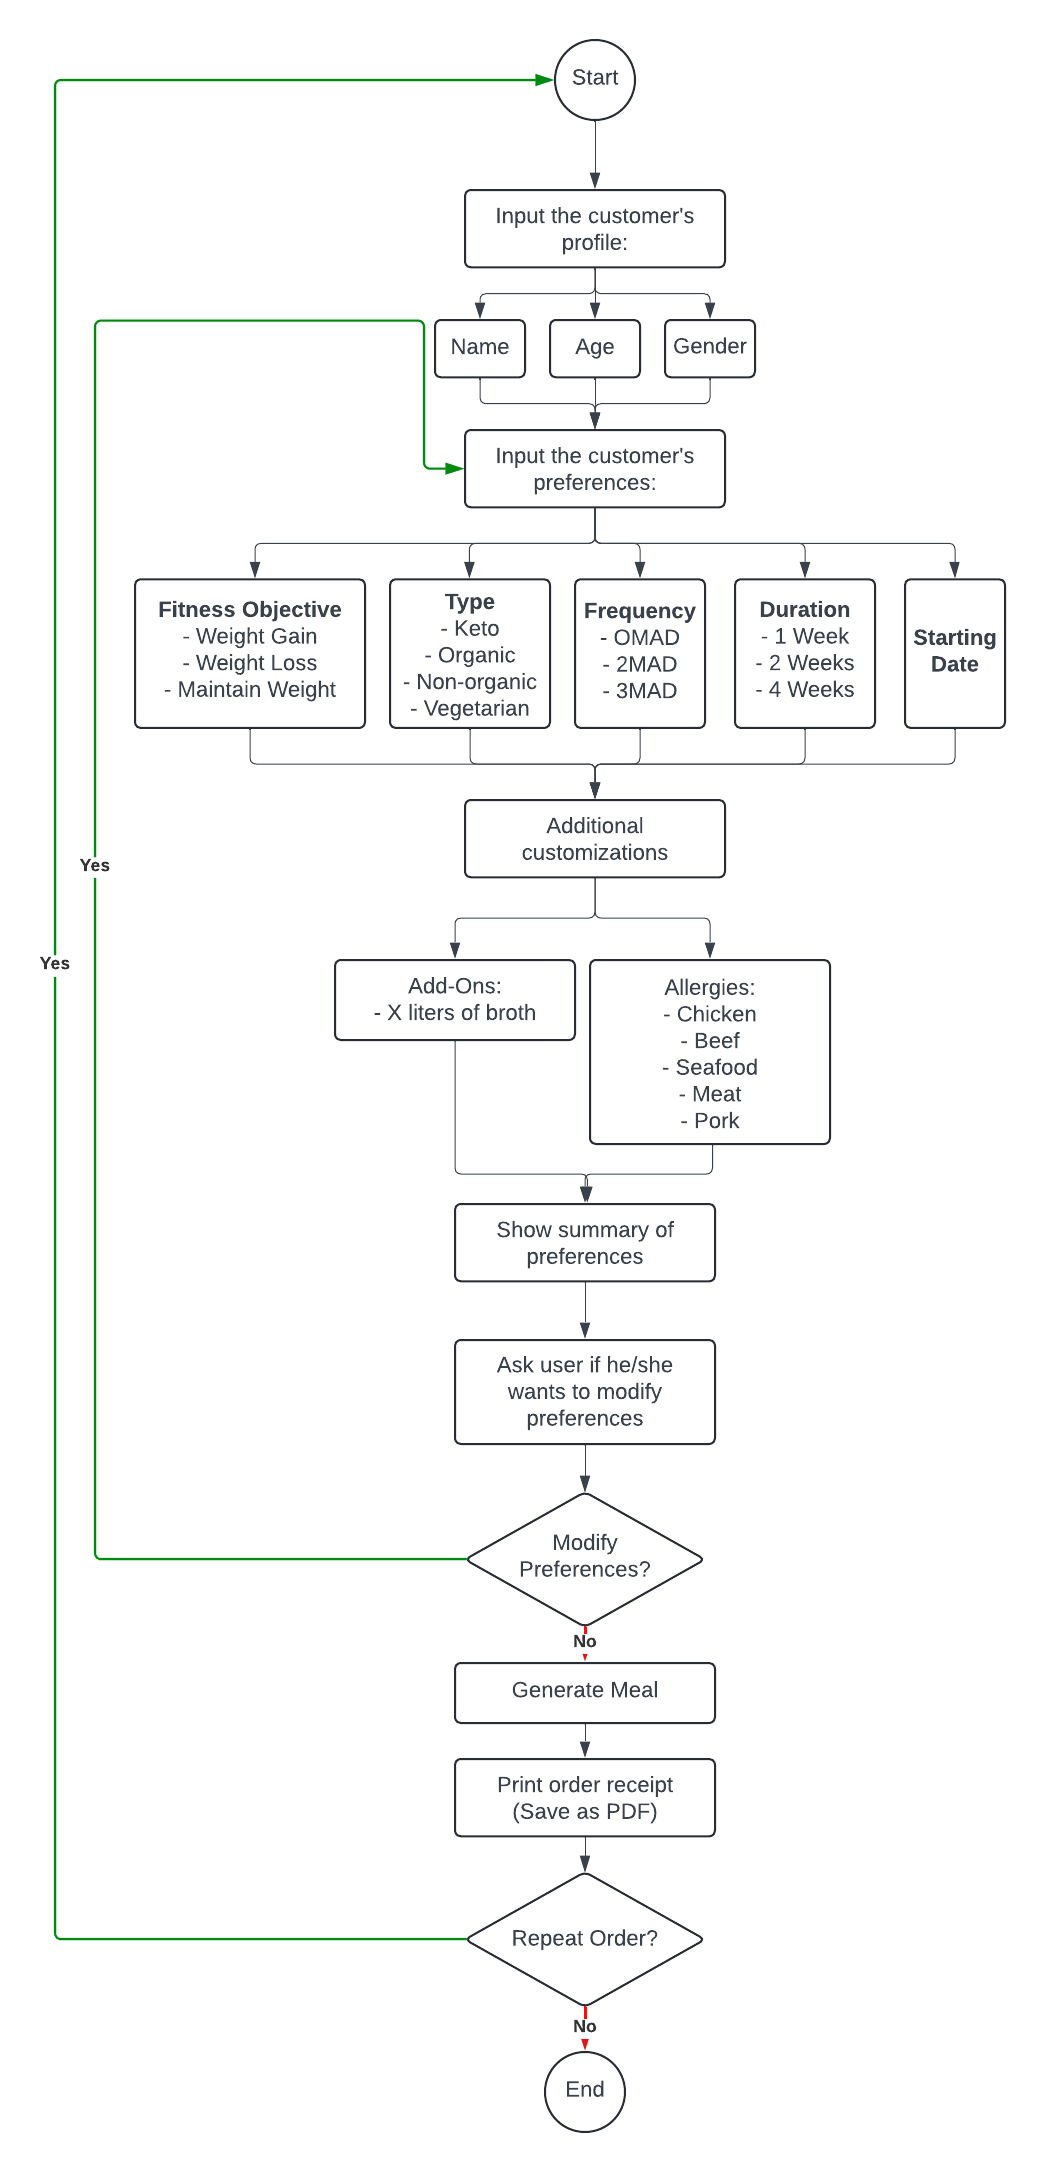 Start
Input the customer's
profile:
Name
Age
Gender
Input the customer's
preferences:
Fitness Objective
- Weight Gain
- Weight Loss
- Maintain Weight
Type
- Keto
- Organic
- Non-organic
- Vegetarian
Frequency
- OMAD
- 2MAD
- 3MAD
Duration
- 1 Week
- 2 Weeks
- 4 Weeks
Starting
Date
Additional
customizations
Yes
Yes
Add-Ons:
- X liters of broth
Allergies:
- Chicken
- Beef
- Seafood
- Meat
- Pork
Show summary of
preferences
Ask user if he/she
wants to modify
preferences
Modify
Preferences?
No
Generate Meal
Print order receipt
(Save as PDF)
Repeat Order?
No
End